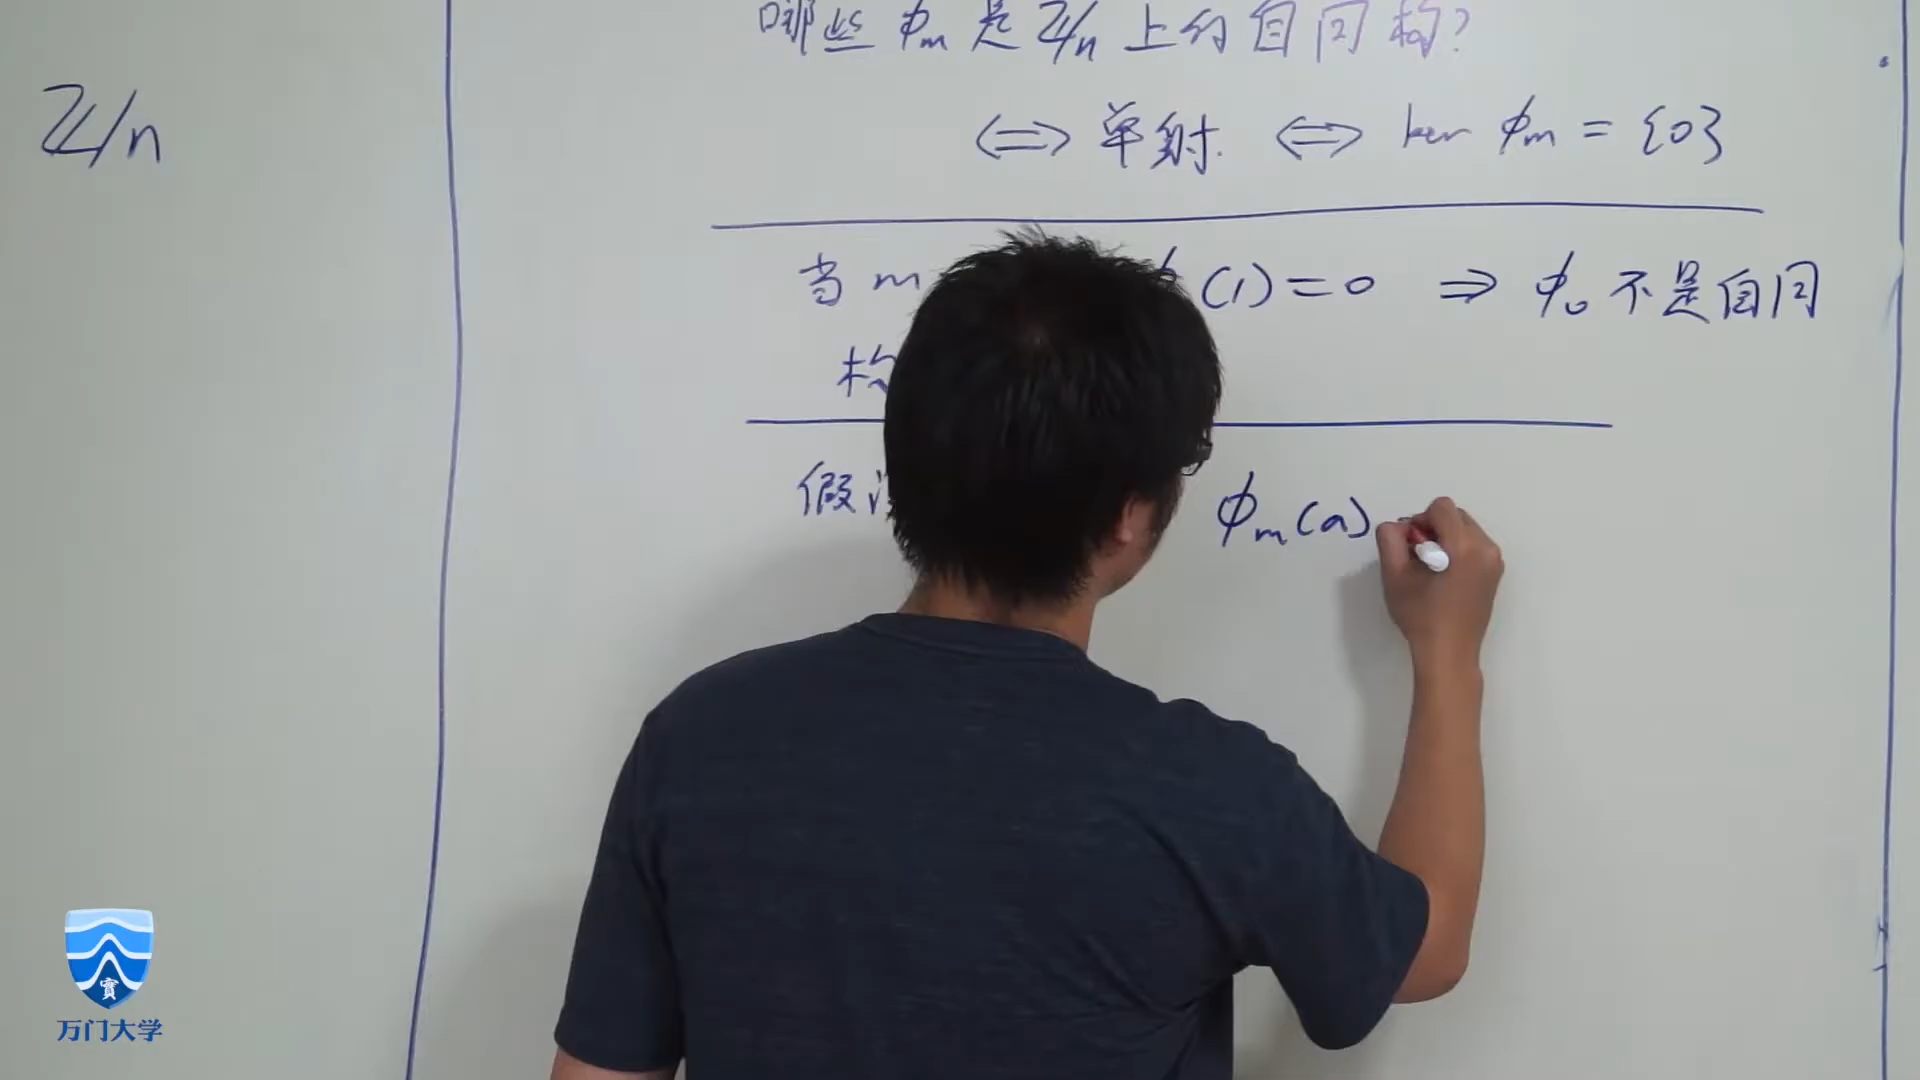 ℤ/n
哪些 ϕₘ 是 ℤ/n 上的自同构?
⟺ 单射. ⟺ ker ϕₘ = {0}
当 m (1) = 0 ⇒ ϕ₀ 不是自同
构
假 ϕₘ(a)
實
万门大学